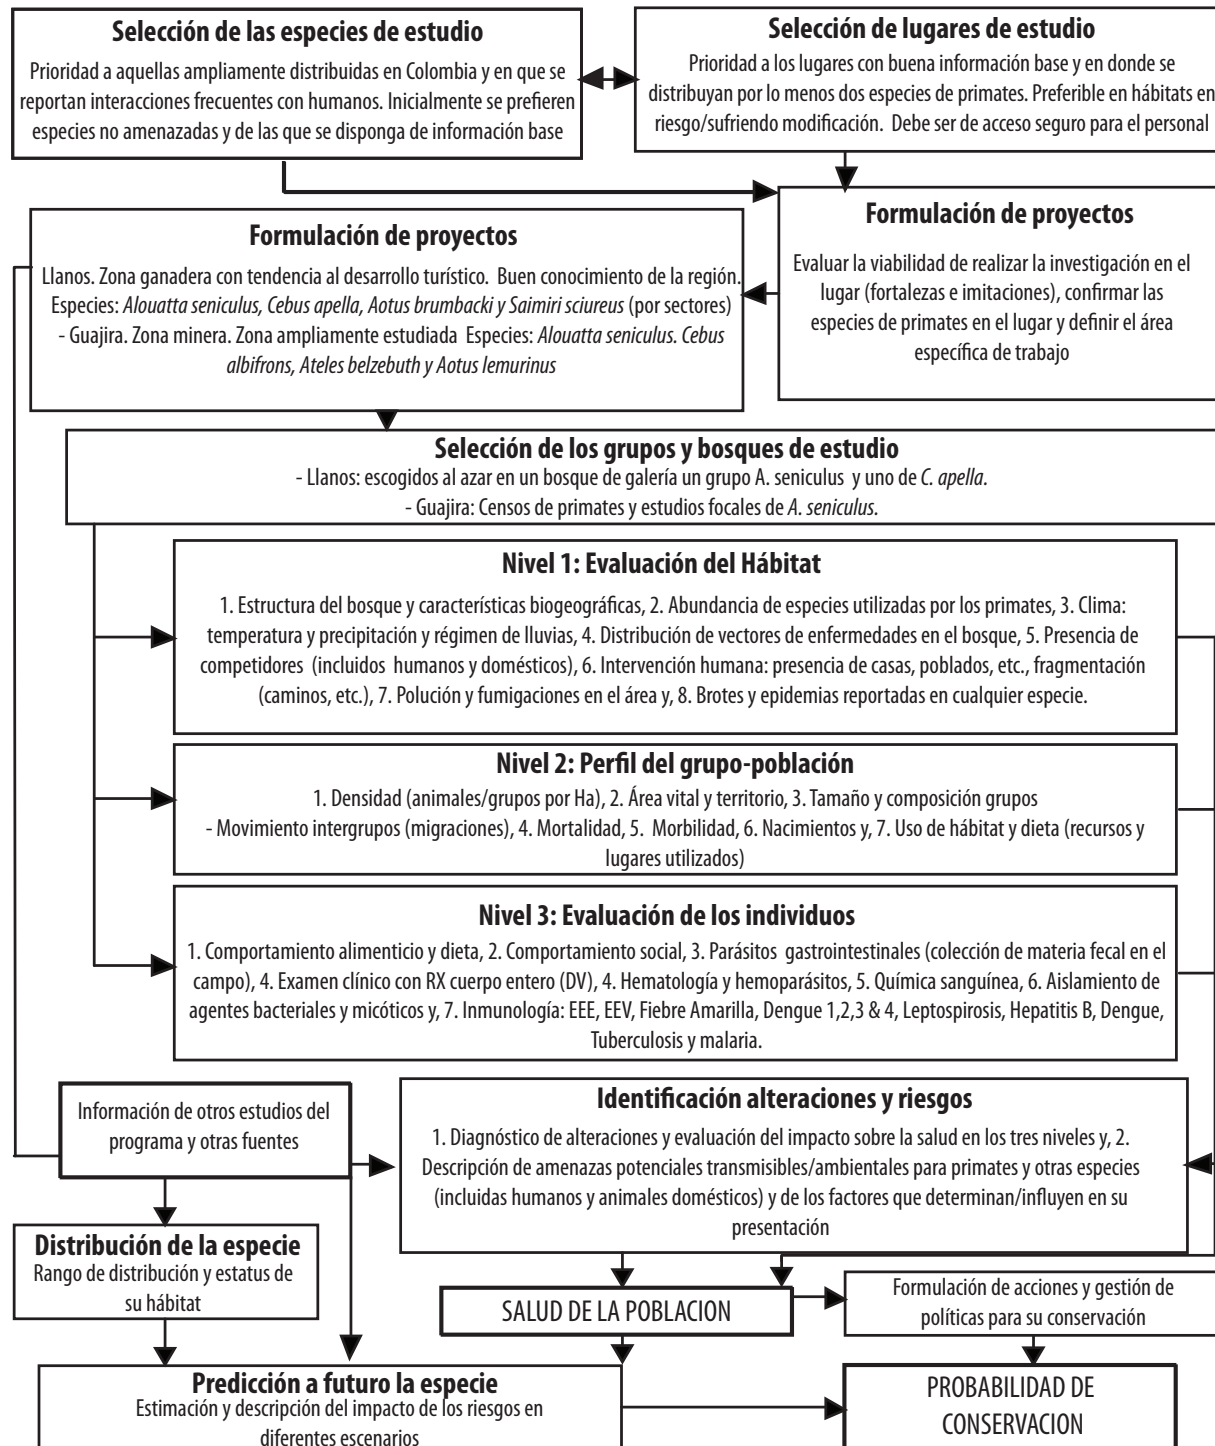 Selección de las especies de estudio
Prioridad a aquellas ampliamente distribuidas en Colombia y en que se
reportan interacciones frecuentes con humanos. Inicialmente se prefieren
especies no amenazadas y de las que se disponga de información base
Selección de lugares de estudio
Prioridad a los lugares con buena información base y en donde se
distribuyan por lo menos dos especies de primates. Preferible en hábitats en
riesgo/sufriendo modificación. Debe ser de acceso seguro para el personal
Formulación de proyectos
Evaluar la viabilidad de realizar la investigación en el
lugar (fortalezas e imitaciones), confirmar las
especies de primates en el lugar y definir el área
específica de trabajo
Formulación de proyectos
Llanos. Zona ganadera con tendencia al desarrollo turístico. Buen conocimiento de la región.
Especies: Alouatta seniculus, Cebus apella, Aotus brumbacki y Saimiri sciureus (por sectores)
- Guajira. Zona minera. Zona ampliamente estudiada Especies: Alouatta seniculus. Cebus
albifrons, Ateles belzebuth y Aotus lemurinus
Selección de los grupos y bosques de estudio
- Llanos: escogidos al azar en un bosque de galería un grupo A. seniculus y uno de C. apella.
- Guajira: Censos de primates y estudios focales de A. seniculus.
Nivel 1: Evaluación del Hábitat
1. Estructura del bosque y características biogeográficas, 2. Abundancia de especies utilizadas por los primates, 3. Clima:
temperatura y precipitación y régimen de lluvias, 4. Distribución de vectores de enfermedades en el bosque, 5. Presencia de
competidores (incluidos humanos y domésticos), 6. Intervención humana: presencia de casas, poblados, etc., fragmentación
(caminos, etc.), 7. Polución y fumigaciones en el área y, 8. Brotes y epidemias reportadas en cualquier especie.
Nivel 2: Perfil del grupo-población
1. Densidad (animales/grupos por Ha), 2. Área vital y territorio, 3. Tamaño y composición grupos
- Movimiento intergrupos (migraciones), 4. Mortalidad, 5. Morbilidad, 6. Nacimientos y, 7. Uso de hábitat y dieta (recursos y
lugares utilizados)
Nivel 3: Evaluación de los individuos
1. Comportamiento alimenticio y dieta, 2. Comportamiento social, 3. Parásitos gastrointestinales (colección de materia fecal en el
campo), 4. Examen clínico con RX cuerpo entero (DV), 4. Hematología y hemoparásitos, 5. Química sanguínea, 6. Aislamiento de
agentes bacteriales y micóticos y, 7. Inmunología: EEE, EEV, Fiebre Amarilla, Dengue 1,2,3 & 4, Leptospirosis, Hepatitis B, Dengue,
Tuberculosis y malaria.
Información de otros estudios del
programa y otras fuentes
Identificación alteraciones y riesgos
1. Diagnóstico de alteraciones y evaluación del impacto sobre la salud en los tres niveles y, 2.
Descripción de amenazas potenciales transmisibles/ambientales para primates y otras especies
(incluidas humanos y animales domésticos) y de los factores que determinan/influyen en su
presentación
Distribución de la especie
Rango de distribución y estatus de
su hábitat
SALUD DE LA POBLACION
Formulación de acciones y gestión de
políticas para su conservación
Predicción a futuro la especie
Estimación y descripción del impacto de los riesgos en
diferentes escenarios
PROBABILIDAD DE
CONSERVACION